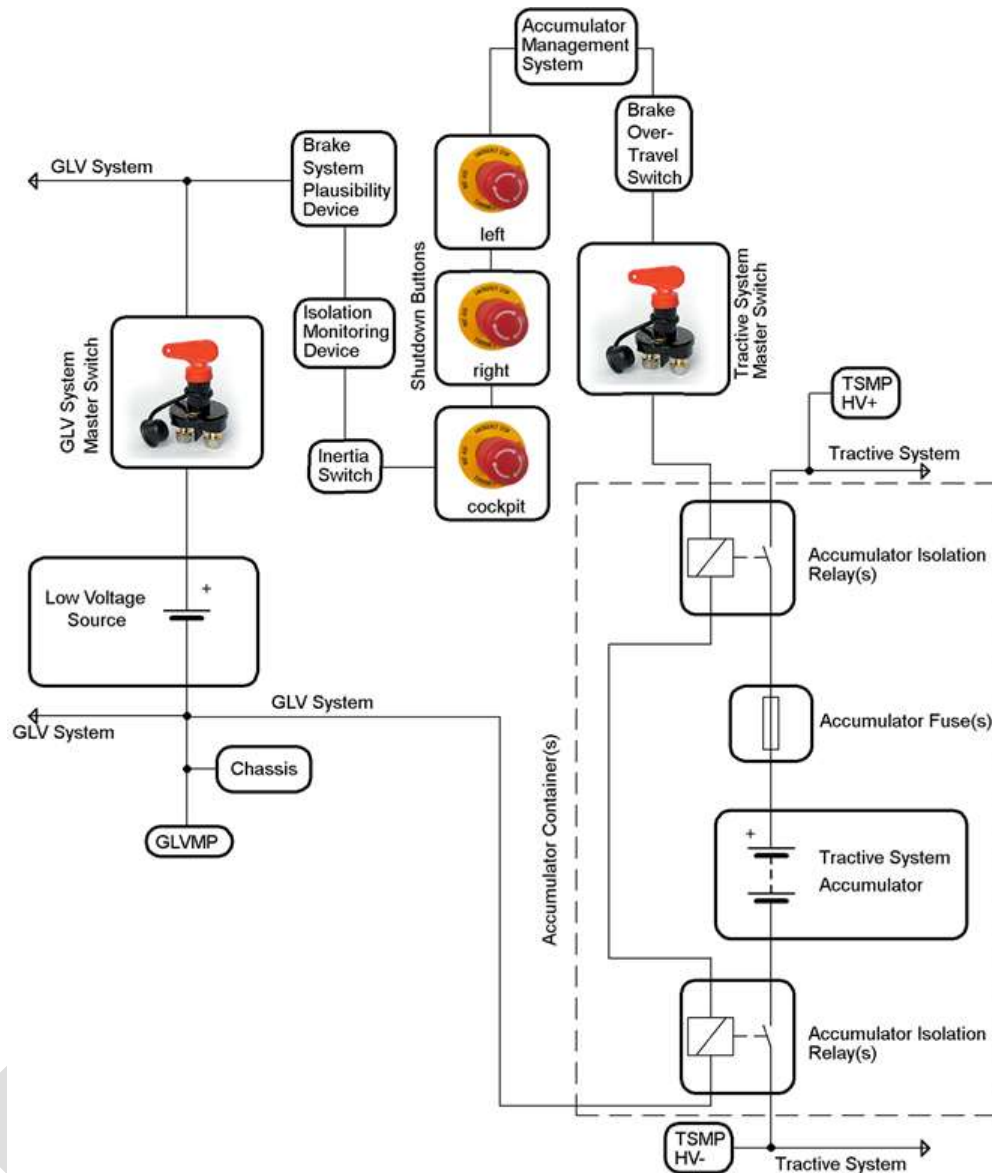 Accumulator
Management
System
Brake
Over-
Travel
Switch
Brake
System
Plausibility
Device
GLV System
left
Shutdown Buttons
Isolation
Monitoring
Device
right
Tractive System
Master Switch
GLV System
Master Switch
TSMP
HV+
Inertia
Switch
cockpit
Tractive System
Accumulator Isolation
Relay(s)
+
Low Voltage
Source
GLV System
GLV System
Accumulator Fuse(s)
Chassis
GLVMP
Accumulator Container(s)
+
Tractive System
Accumulator
Accumulator Isolation
Relay(s)
TSMP
HV-
Tractive System